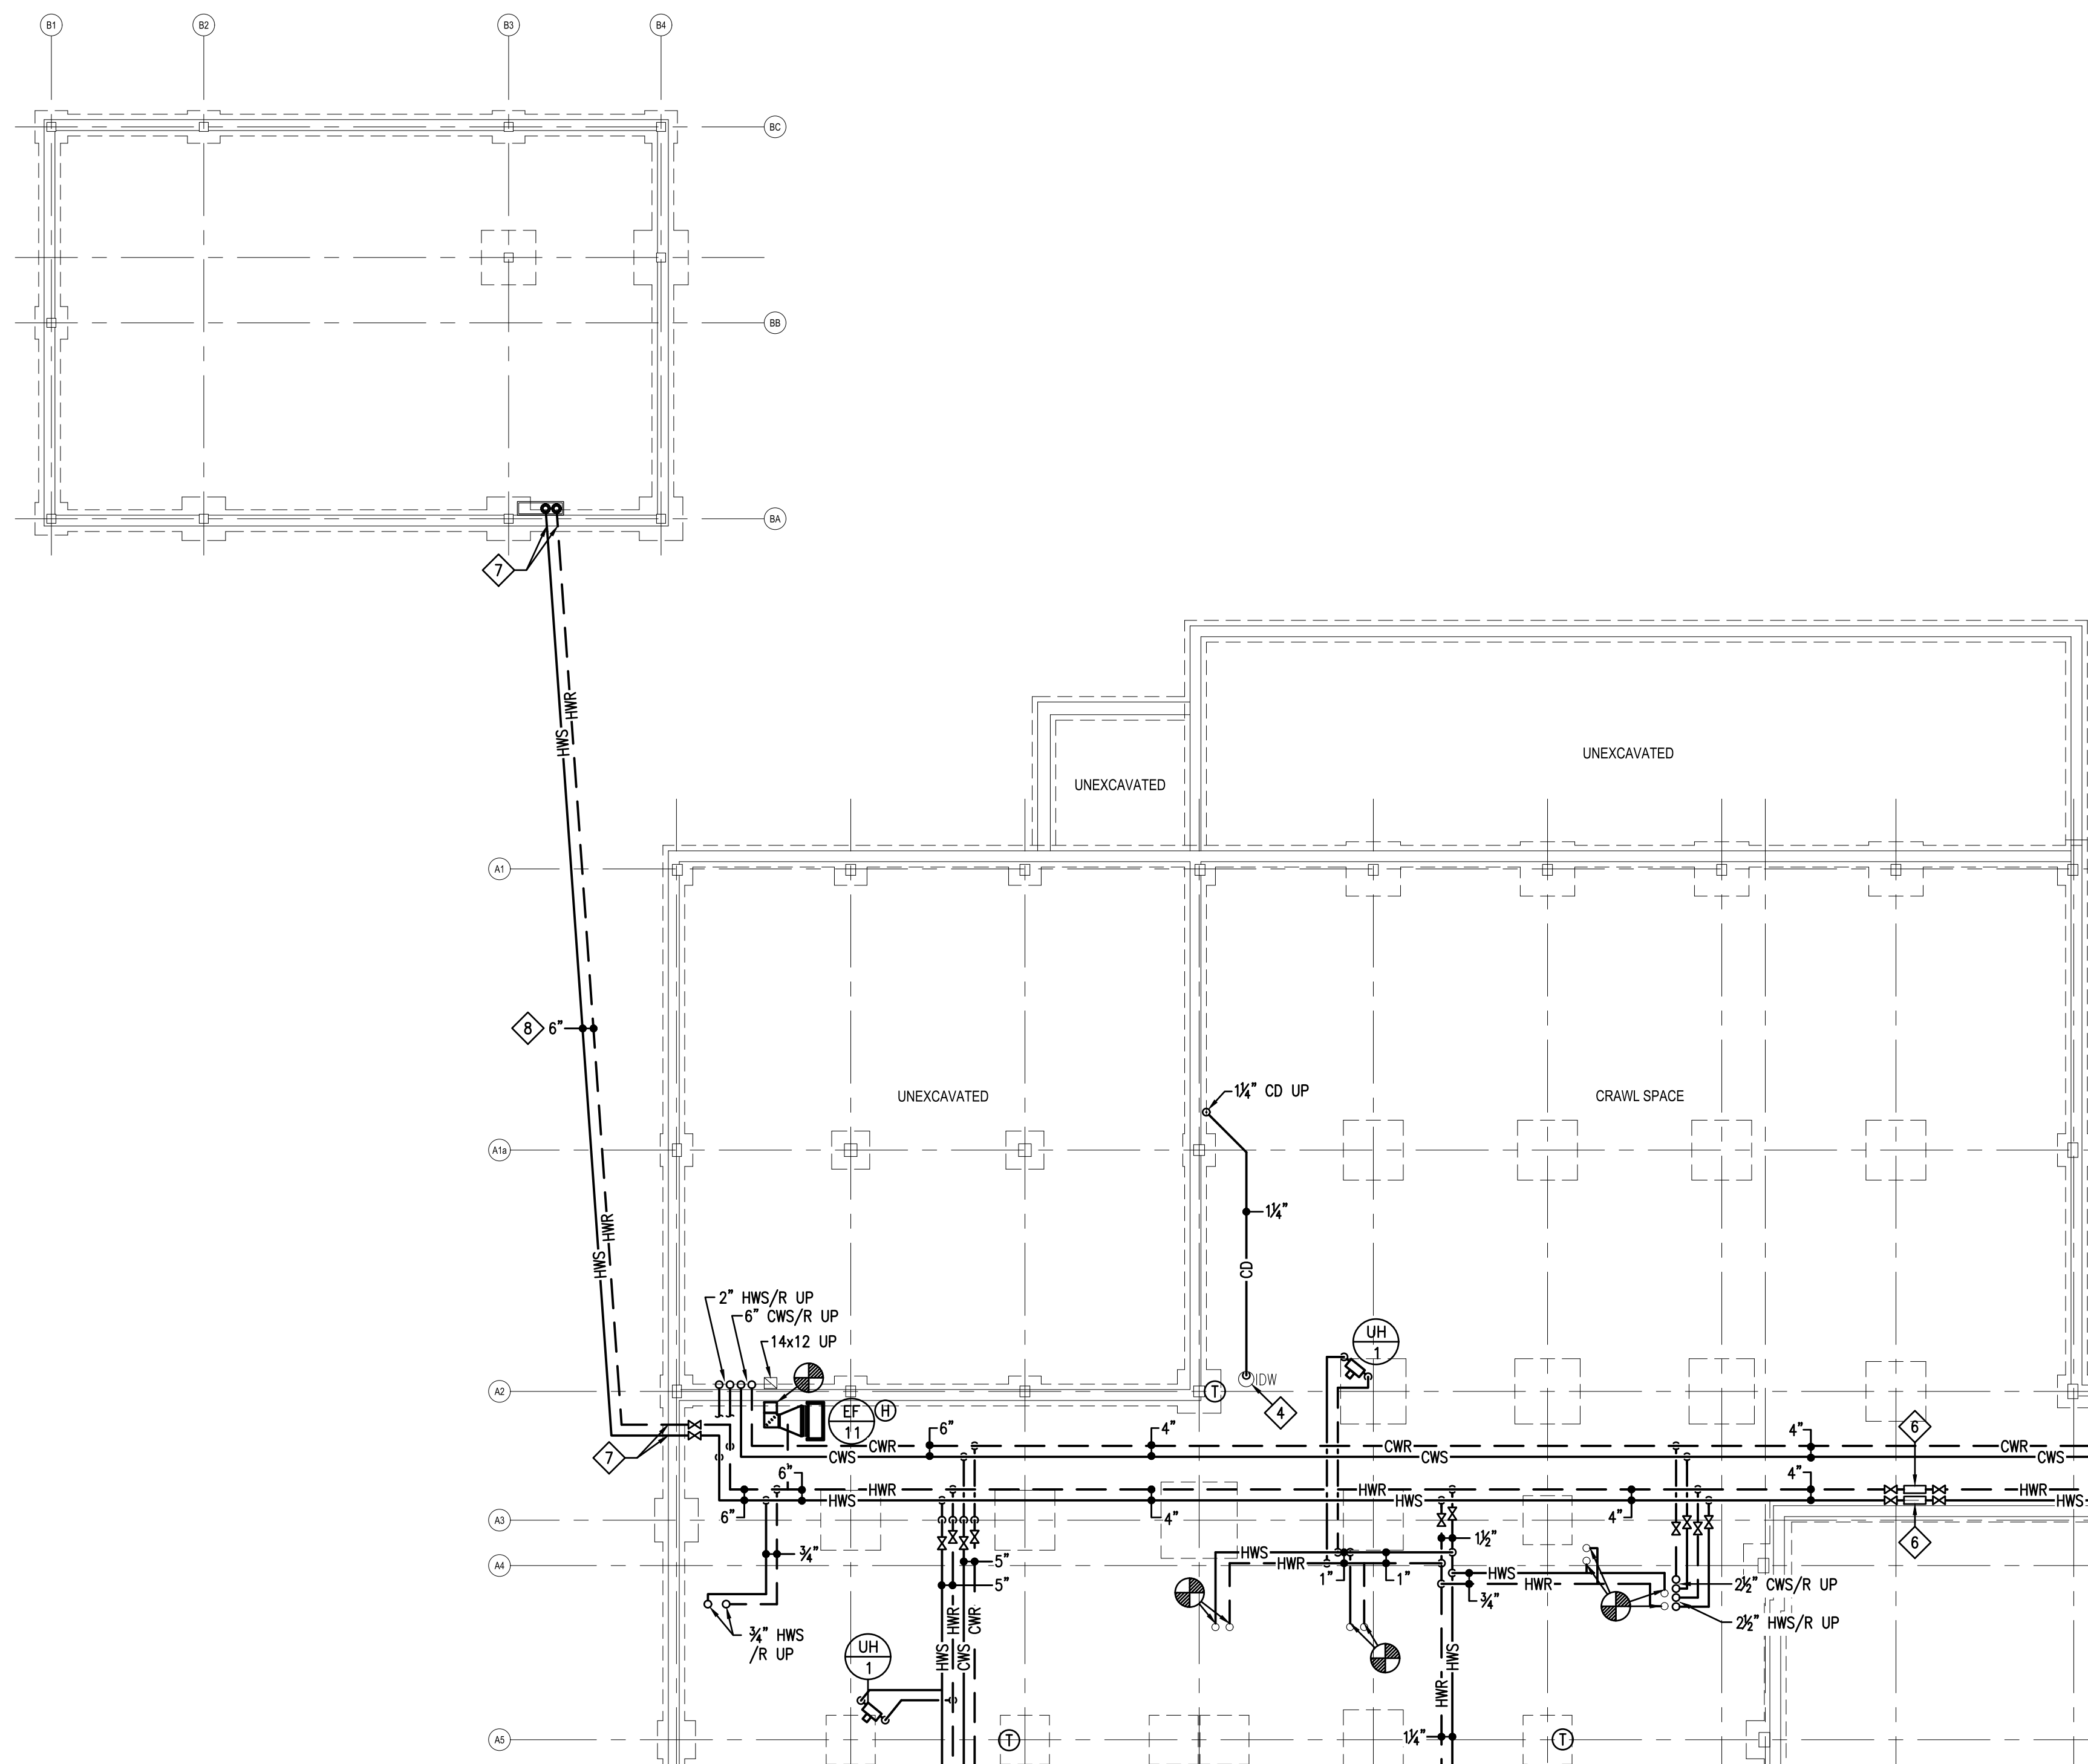 B1
B2
B3
B4
BC
BB
BA
7
HWR
HWS
UNEXCAVATED
UNEXCAVATED
A1
8
6"
1¼" CD UP
UNEXCAVATED
CRAWL SPACE
A1a
1¼"
HWR
HWS
CD
2" HWS/R UP
6" CWS/R UP
14x12 UP
UH
1
IDW
A2
T
4
EF
11
H
6"
4"
4"
6
CWR
CWR
CWR
CWS
CWS
CWS
7
6"
4"
HWR
HWR
HWR
HWS
HWS
HWS
6"
4"
4"
A3
6
1½"
¾"
5"
HWS
HWR
A4
1"
1"
HWS
HWR
5"
2½" CWS/R UP
¾"
2½" HWS/R UP
HWR
CWR
¾" HWS
/R UP
UH
1
HWS
CWS
HWS
HWR
1¼"
A5
T
T